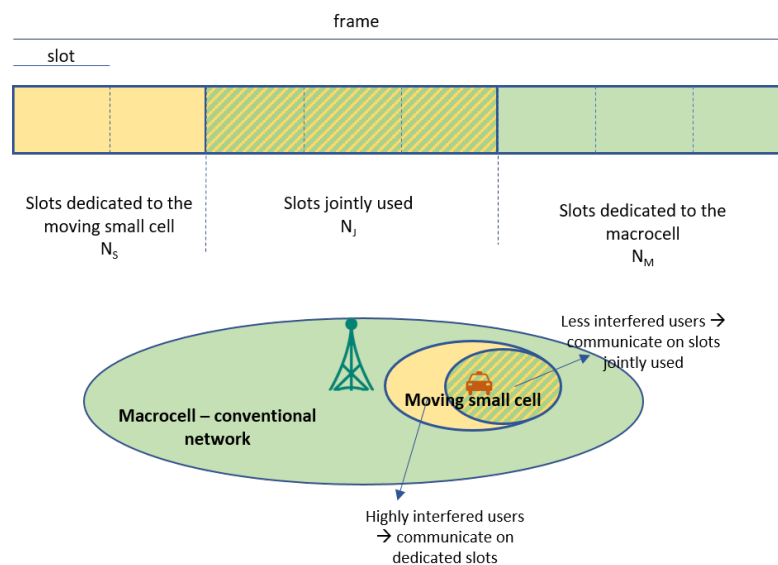 frame
slot
Slots dedicated to the
moving small cell
Nₛ
Slots jointly used
Nⱼ
Slots dedicated to the
macrocell
Nₘ
Less interfered users →
communicate on slots
jointly used
Moving small cell
Macrocell – conventional
network
Highly interfered users
→ communicate on
dedicated slots